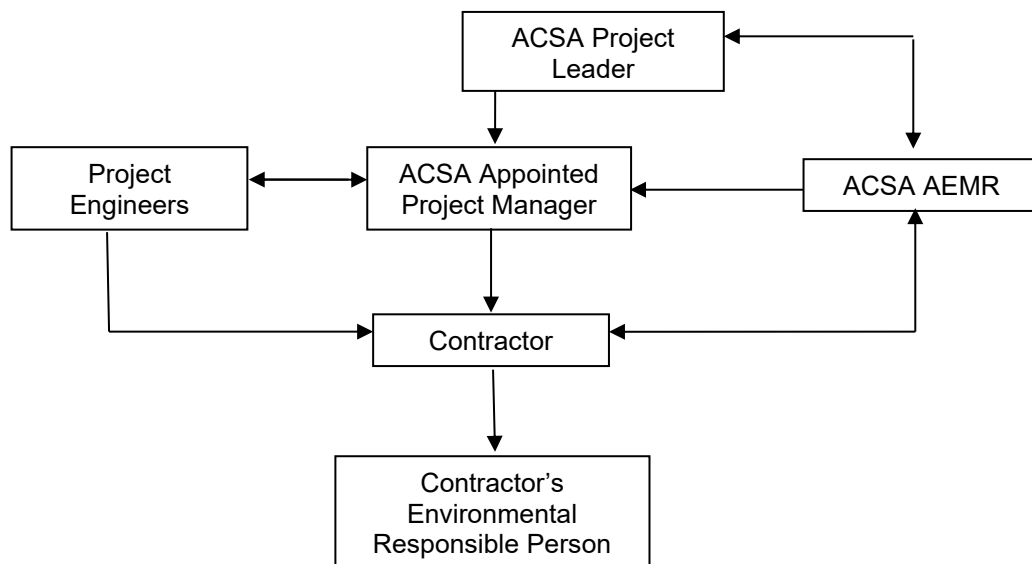 ACSA Project
Leader
Project
Engineers
ACSA Appointed
Project Manager
ACSA AEMR
Contractor
Contractor’s
Environmental
Responsible Person